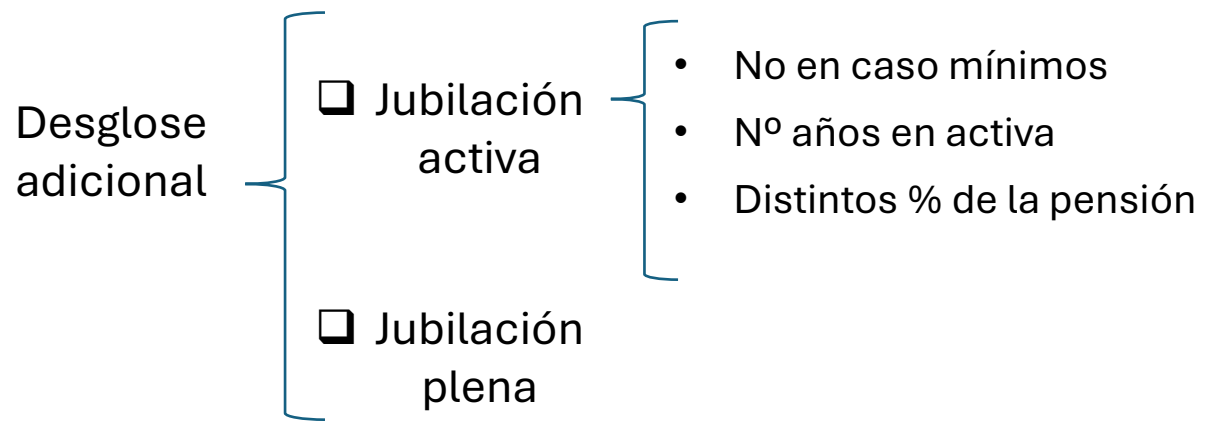 Desglose
adicional
❑ Jubilación
activa
• No en caso mínimos
• Nº años en activa
• Distintos % de la pensión
❑ Jubilación
plena